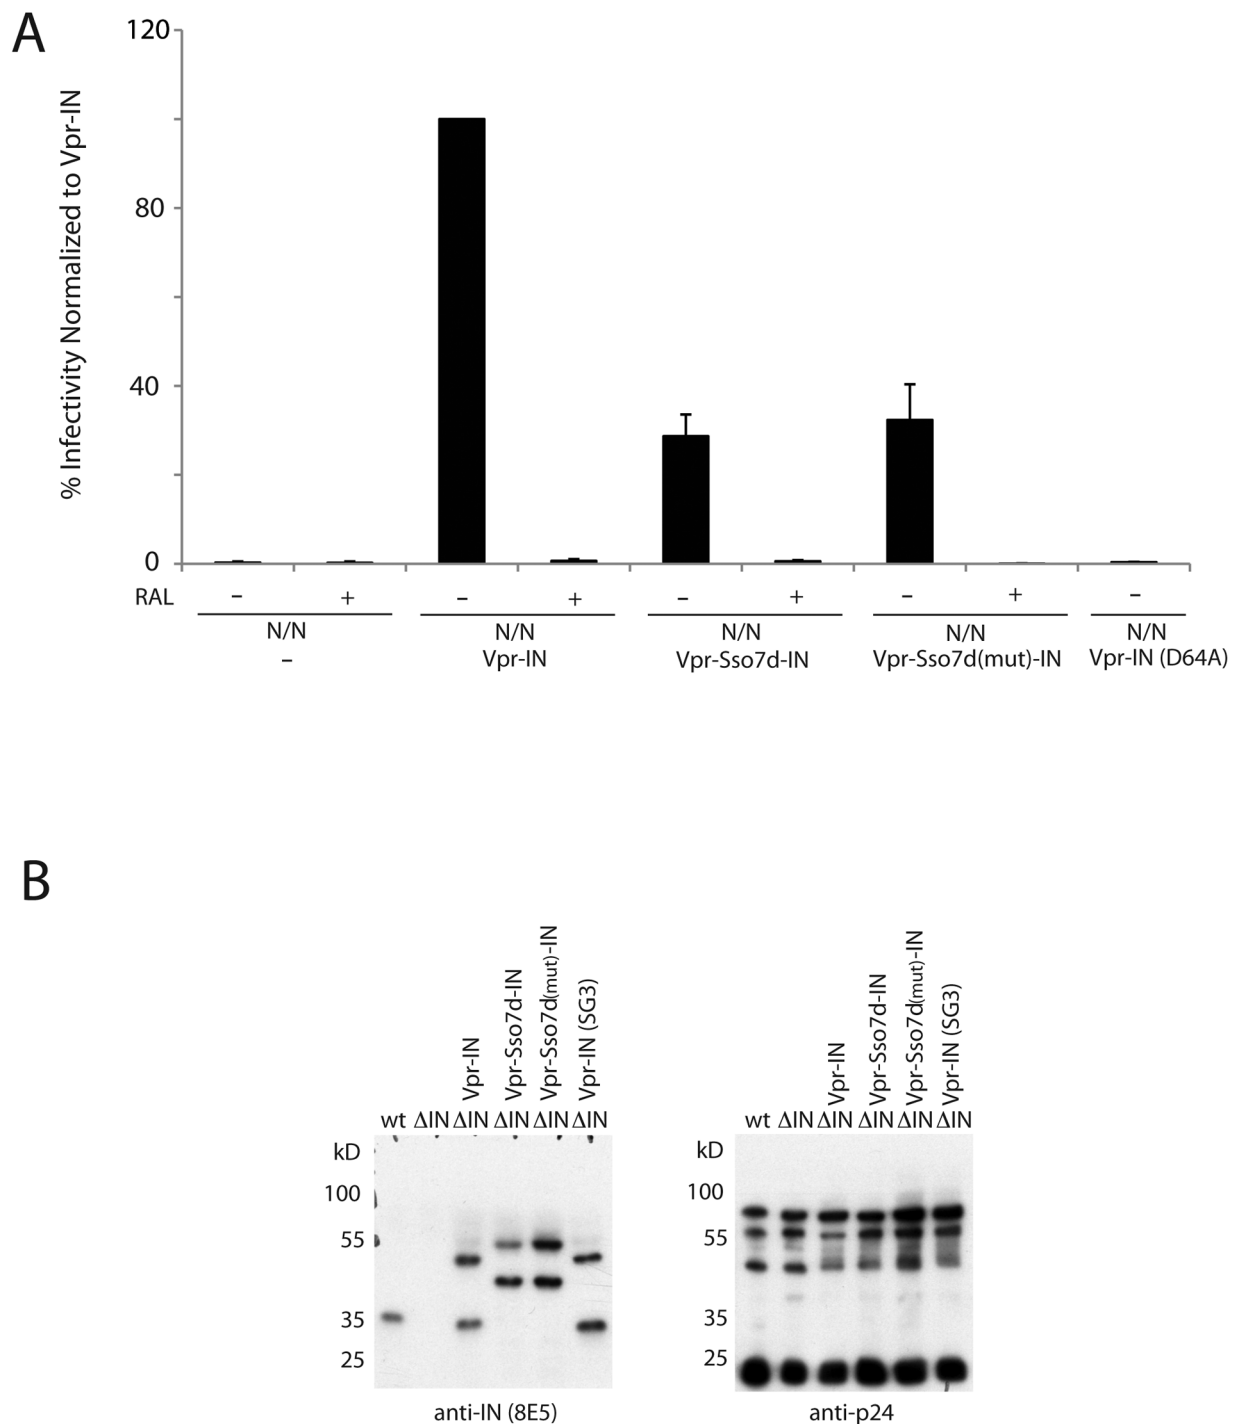 A
% Infectivity Normalized to Vpr-IN
120
80
40
0
RAL – + – + – + – + –
N/N N/N N/N N/N N/N
– Vpr-IN Vpr-Sso7d-IN Vpr-Sso7d(mut)-IN Vpr-IN (D64A)
B
Vpr-IN
Vpr-Sso7d-IN
Vpr-Sso7d(mut)-IN
Vpr-IN (SG3)
wt ΔIN ΔIN ΔIN ΔIN ΔIN
kD
100
55
35
25
anti-IN (8E5)
Vpr-IN
Vpr-Sso7d-IN
Vpr-Sso7d(mut)-IN
Vpr-IN (SG3)
wt ΔIN ΔIN ΔIN ΔIN ΔIN
kD
100
55
35
25
anti-p24